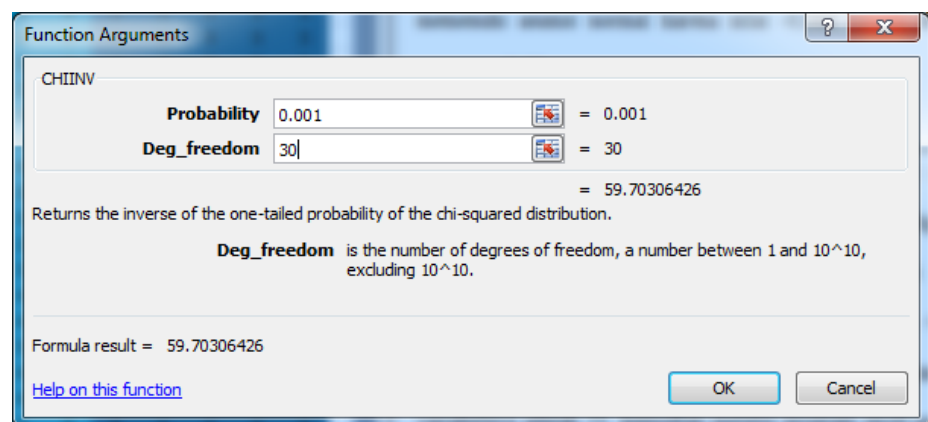 Function Arguments
?
X
CHIINV
Probability 0.001 = 0.001
Deg_freedom 30 = 30
= 59.70306426
Returns the inverse of the one-tailed probability of the chi-squared distribution.
Deg_freedom is the number of degrees of freedom, a number between 1 and 10^10,
excluding 10^10.
Formula result = 59.70306426
Help on this function
OK
Cancel